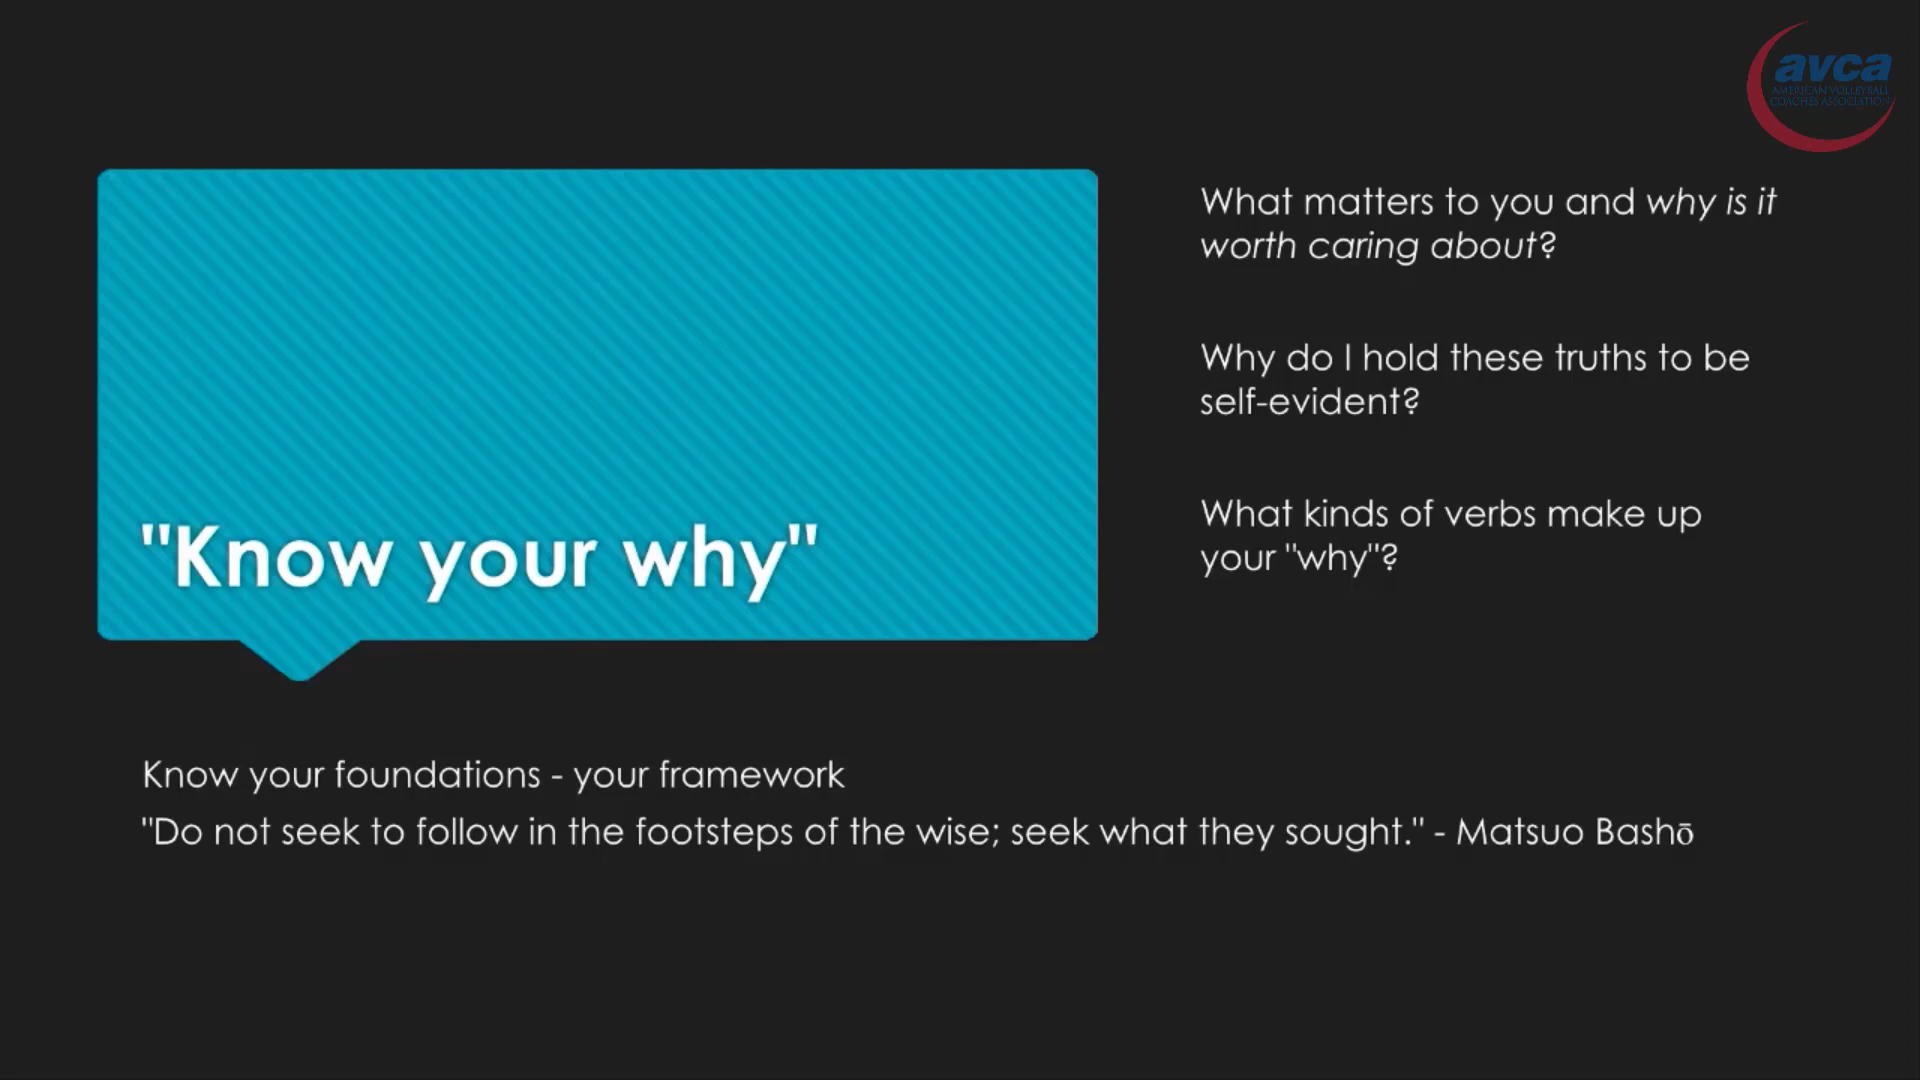 avca
AMERICAN VOLLEYBALL
COACHES ASSOCIATION
"Know your why"
What matters to you and why is it
worth caring about?
Why do I hold these truths to be
self-evident?
What kinds of verbs make up
your "why"?
Know your foundations - your framework
"Do not seek to follow in the footsteps of the wise; seek what they sought." - Matsuo Bashō